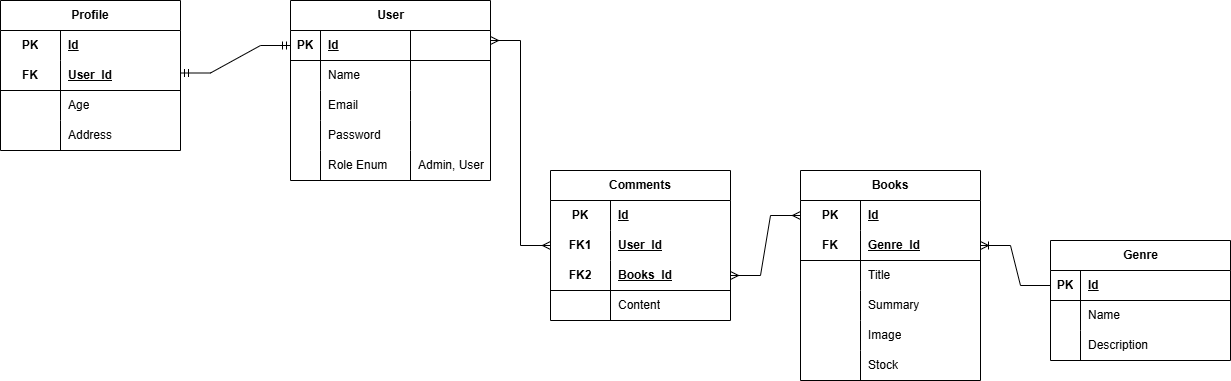 Profile
PK Id
FK User_Id
Age
Address
User
PK Id
Name
Email
Password
Role Enum Admin, User
Comments
PK Id
FK1 User_Id
FK2 Books_Id
Content
Books
PK Id
FK Genre_Id
Title
Summary
Image
Stock
Genre
PK Id
Name
Description